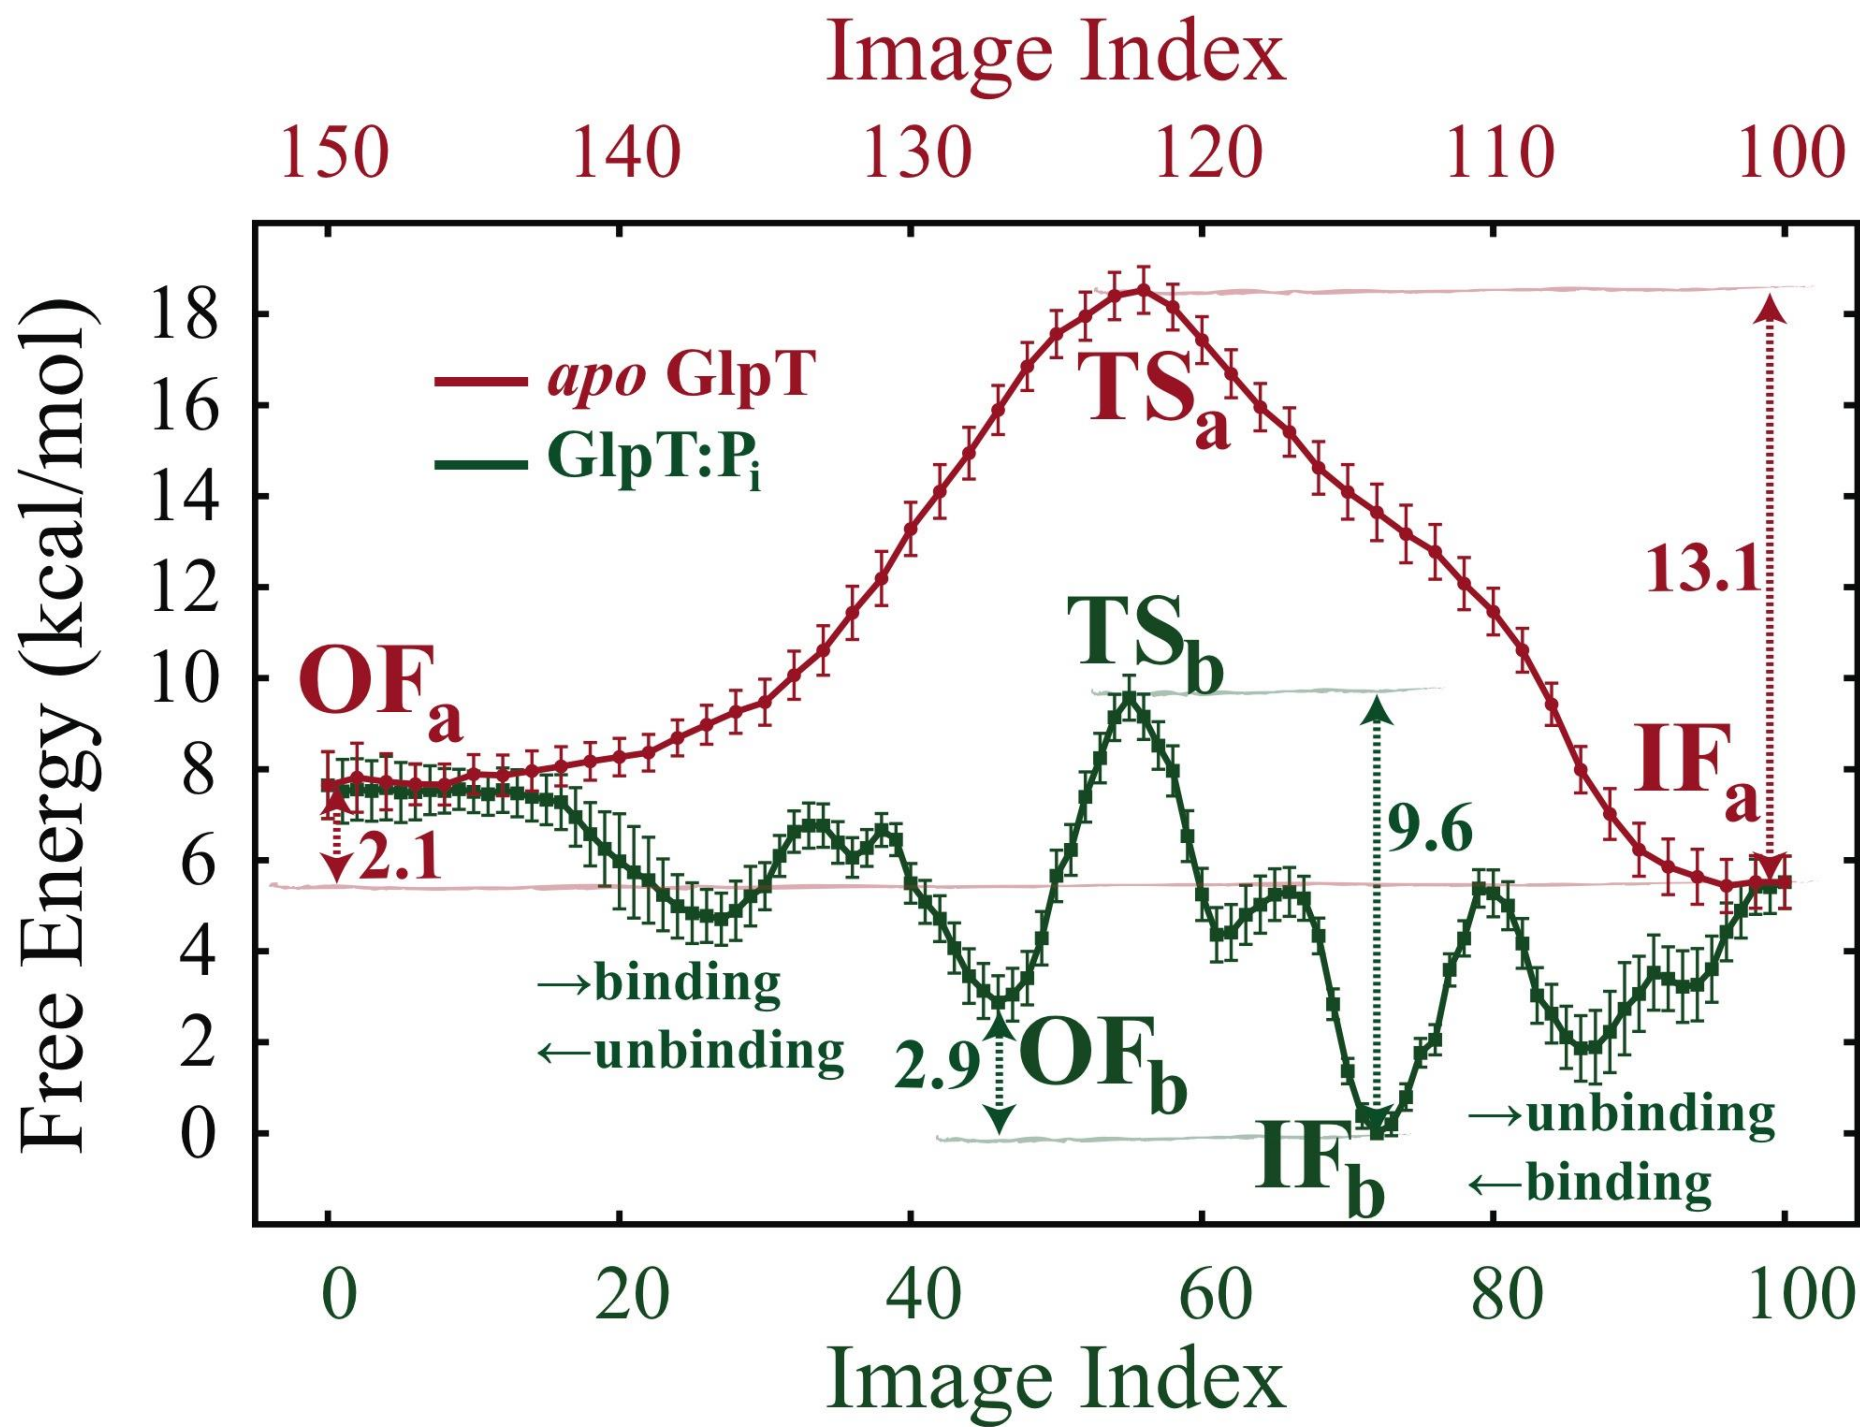 Image Index
150 140 130 120 110 100
Free Energy (kcal/mol)
18
16
14
12
10
8
6
4
2
0
apo GlpT
GlpT:Pi
TSa
13.1
TSb
OFa
IFa
9.6
2.1
→binding
←unbinding
2.9
OFb
IFb
→unbinding
←binding
0 20 40 60 80 100
Image Index